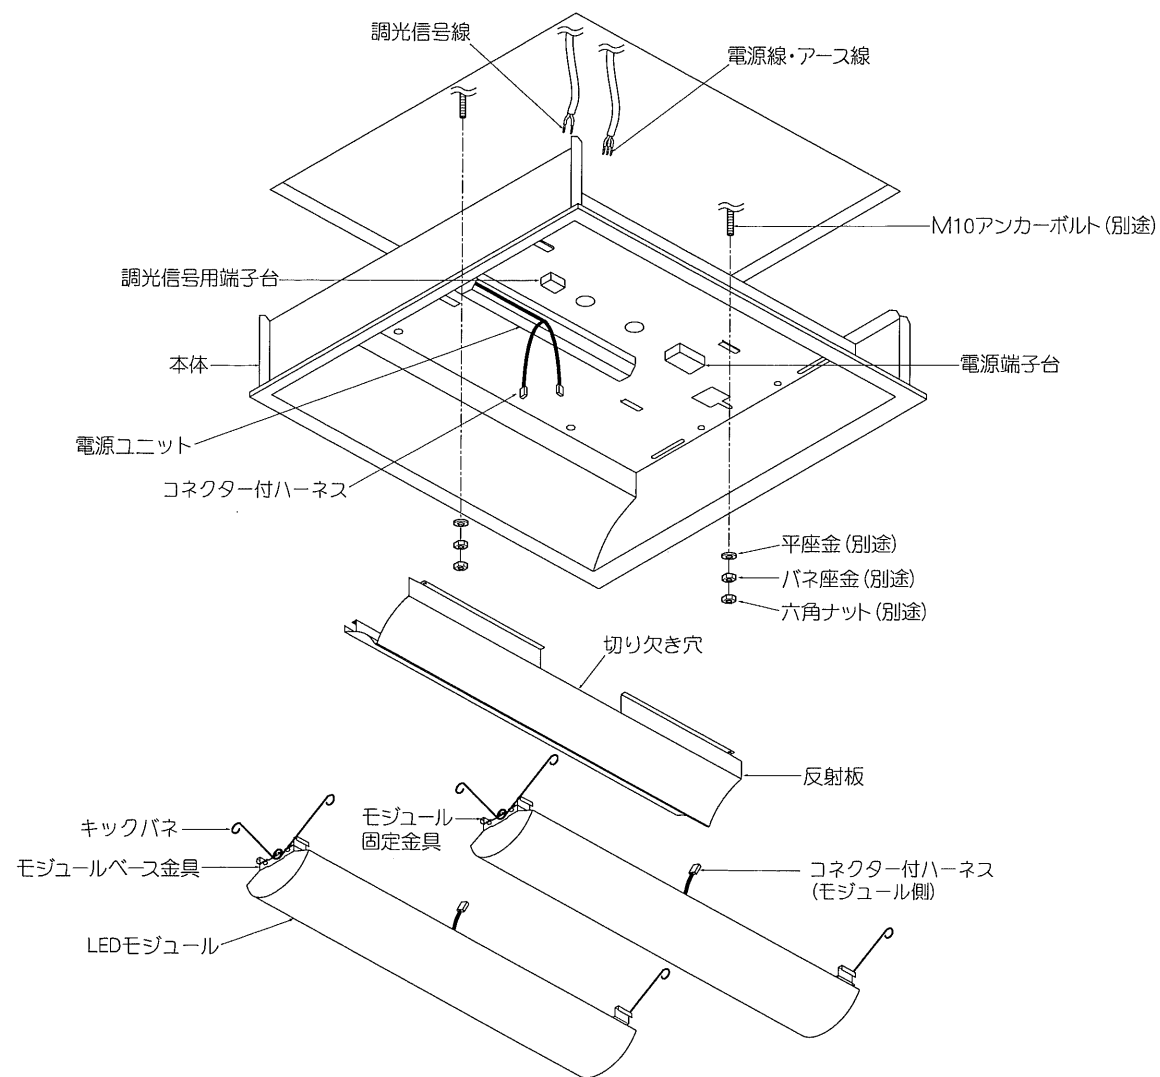 調光信号線
電源線・アース線
M10アンカーボルト(別途)
調光信号用端子台
本体
電源端子台
電源ユニット
コネクター付ハーネス
平座金(別途)
バネ座金(別途)
六角ナット(別途)
切り欠き穴
反射板
モジュール
固定金具
キックバネ
モジュールベース金具
コネクター付ハーネス
(モジュール側)
LEDモジュール